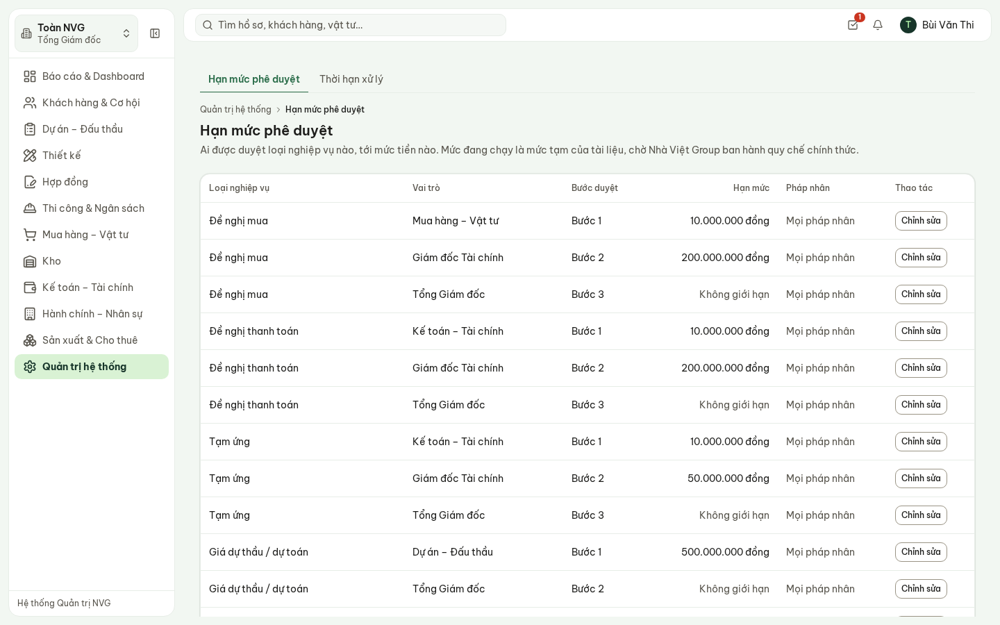 Toàn NVG
Tổng Giám đốc
Tìm hồ sơ, khách hàng, vật tư...
1
T
Bùi Văn Thi
Báo cáo & Dashboard
Khách hàng & Cơ hội
Dự án – Đấu thầu
Thiết kế
Hợp đồng
Thi công & Ngân sách
Mua hàng – Vật tư
Kho
Kế toán – Tài chính
Hành chính – Nhân sự
Sản xuất & Cho thuê
Quản trị hệ thống
Hệ thống Quản trị NVG
Hạn mức phê duyệt
Thời hạn xử lý
Quản trị hệ thống > Hạn mức phê duyệt
Hạn mức phê duyệt
Ai được duyệt loại nghiệp vụ nào, tới mức tiền nào. Mức đang chạy là mức tạm của tài liệu, chờ Nhà Việt Group ban hành quy chế chính thức.
Loại nghiệp vụ Vai trò Bước duyệt Hạn mức Pháp nhân Thao tác
Đề nghị mua Mua hàng – Vật tư Bước 1 10.000.000 đồng Mọi pháp nhân Chỉnh sửa
Đề nghị mua Giám đốc Tài chính Bước 2 200.000.000 đồng Mọi pháp nhân Chỉnh sửa
Đề nghị mua Tổng Giám đốc Bước 3 Không giới hạn Mọi pháp nhân Chỉnh sửa
Đề nghị thanh toán Kế toán – Tài chính Bước 1 10.000.000 đồng Mọi pháp nhân Chỉnh sửa
Đề nghị thanh toán Giám đốc Tài chính Bước 2 200.000.000 đồng Mọi pháp nhân Chỉnh sửa
Đề nghị thanh toán Tổng Giám đốc Bước 3 Không giới hạn Mọi pháp nhân Chỉnh sửa
Tạm ứng Kế toán – Tài chính Bước 1 10.000.000 đồng Mọi pháp nhân Chỉnh sửa
Tạm ứng Giám đốc Tài chính Bước 2 50.000.000 đồng Mọi pháp nhân Chỉnh sửa
Tạm ứng Tổng Giám đốc Bước 3 Không giới hạn Mọi pháp nhân Chỉnh sửa
Giá dự thầu / dự toán Dự án – Đấu thầu Bước 1 500.000.000 đồng Mọi pháp nhân Chỉnh sửa
Giá dự thầu / dự toán Tổng Giám đốc Bước 2 Không giới hạn Mọi pháp nhân Chỉnh sửa